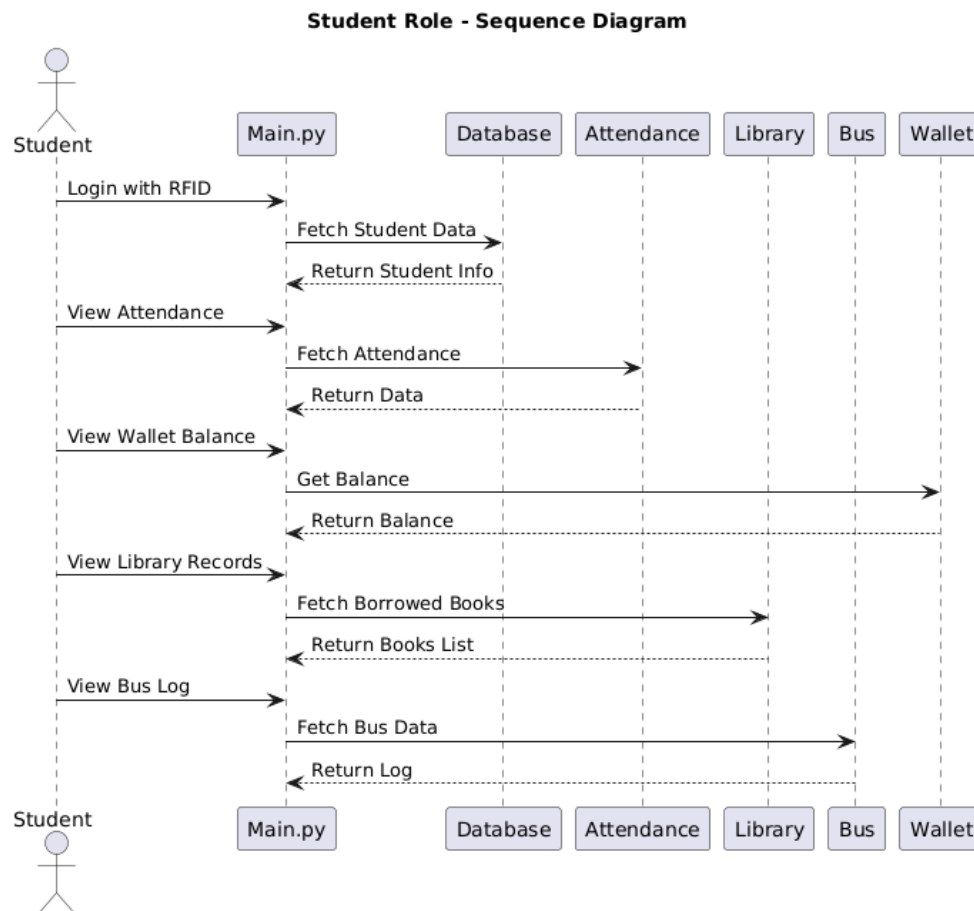 Student Role - Sequence Diagram
Student
Main.py
Database
Attendance
Library
Bus
Wallet
Login with RFID
Fetch Student Data
Return Student Info
View Attendance
Fetch Attendance
Return Data
View Wallet Balance
Get Balance
Return Balance
View Library Records
Fetch Borrowed Books
Return Books List
View Bus Log
Fetch Bus Data
Return Log
Student
Main.py
Database
Attendance
Library
Bus
Wallet